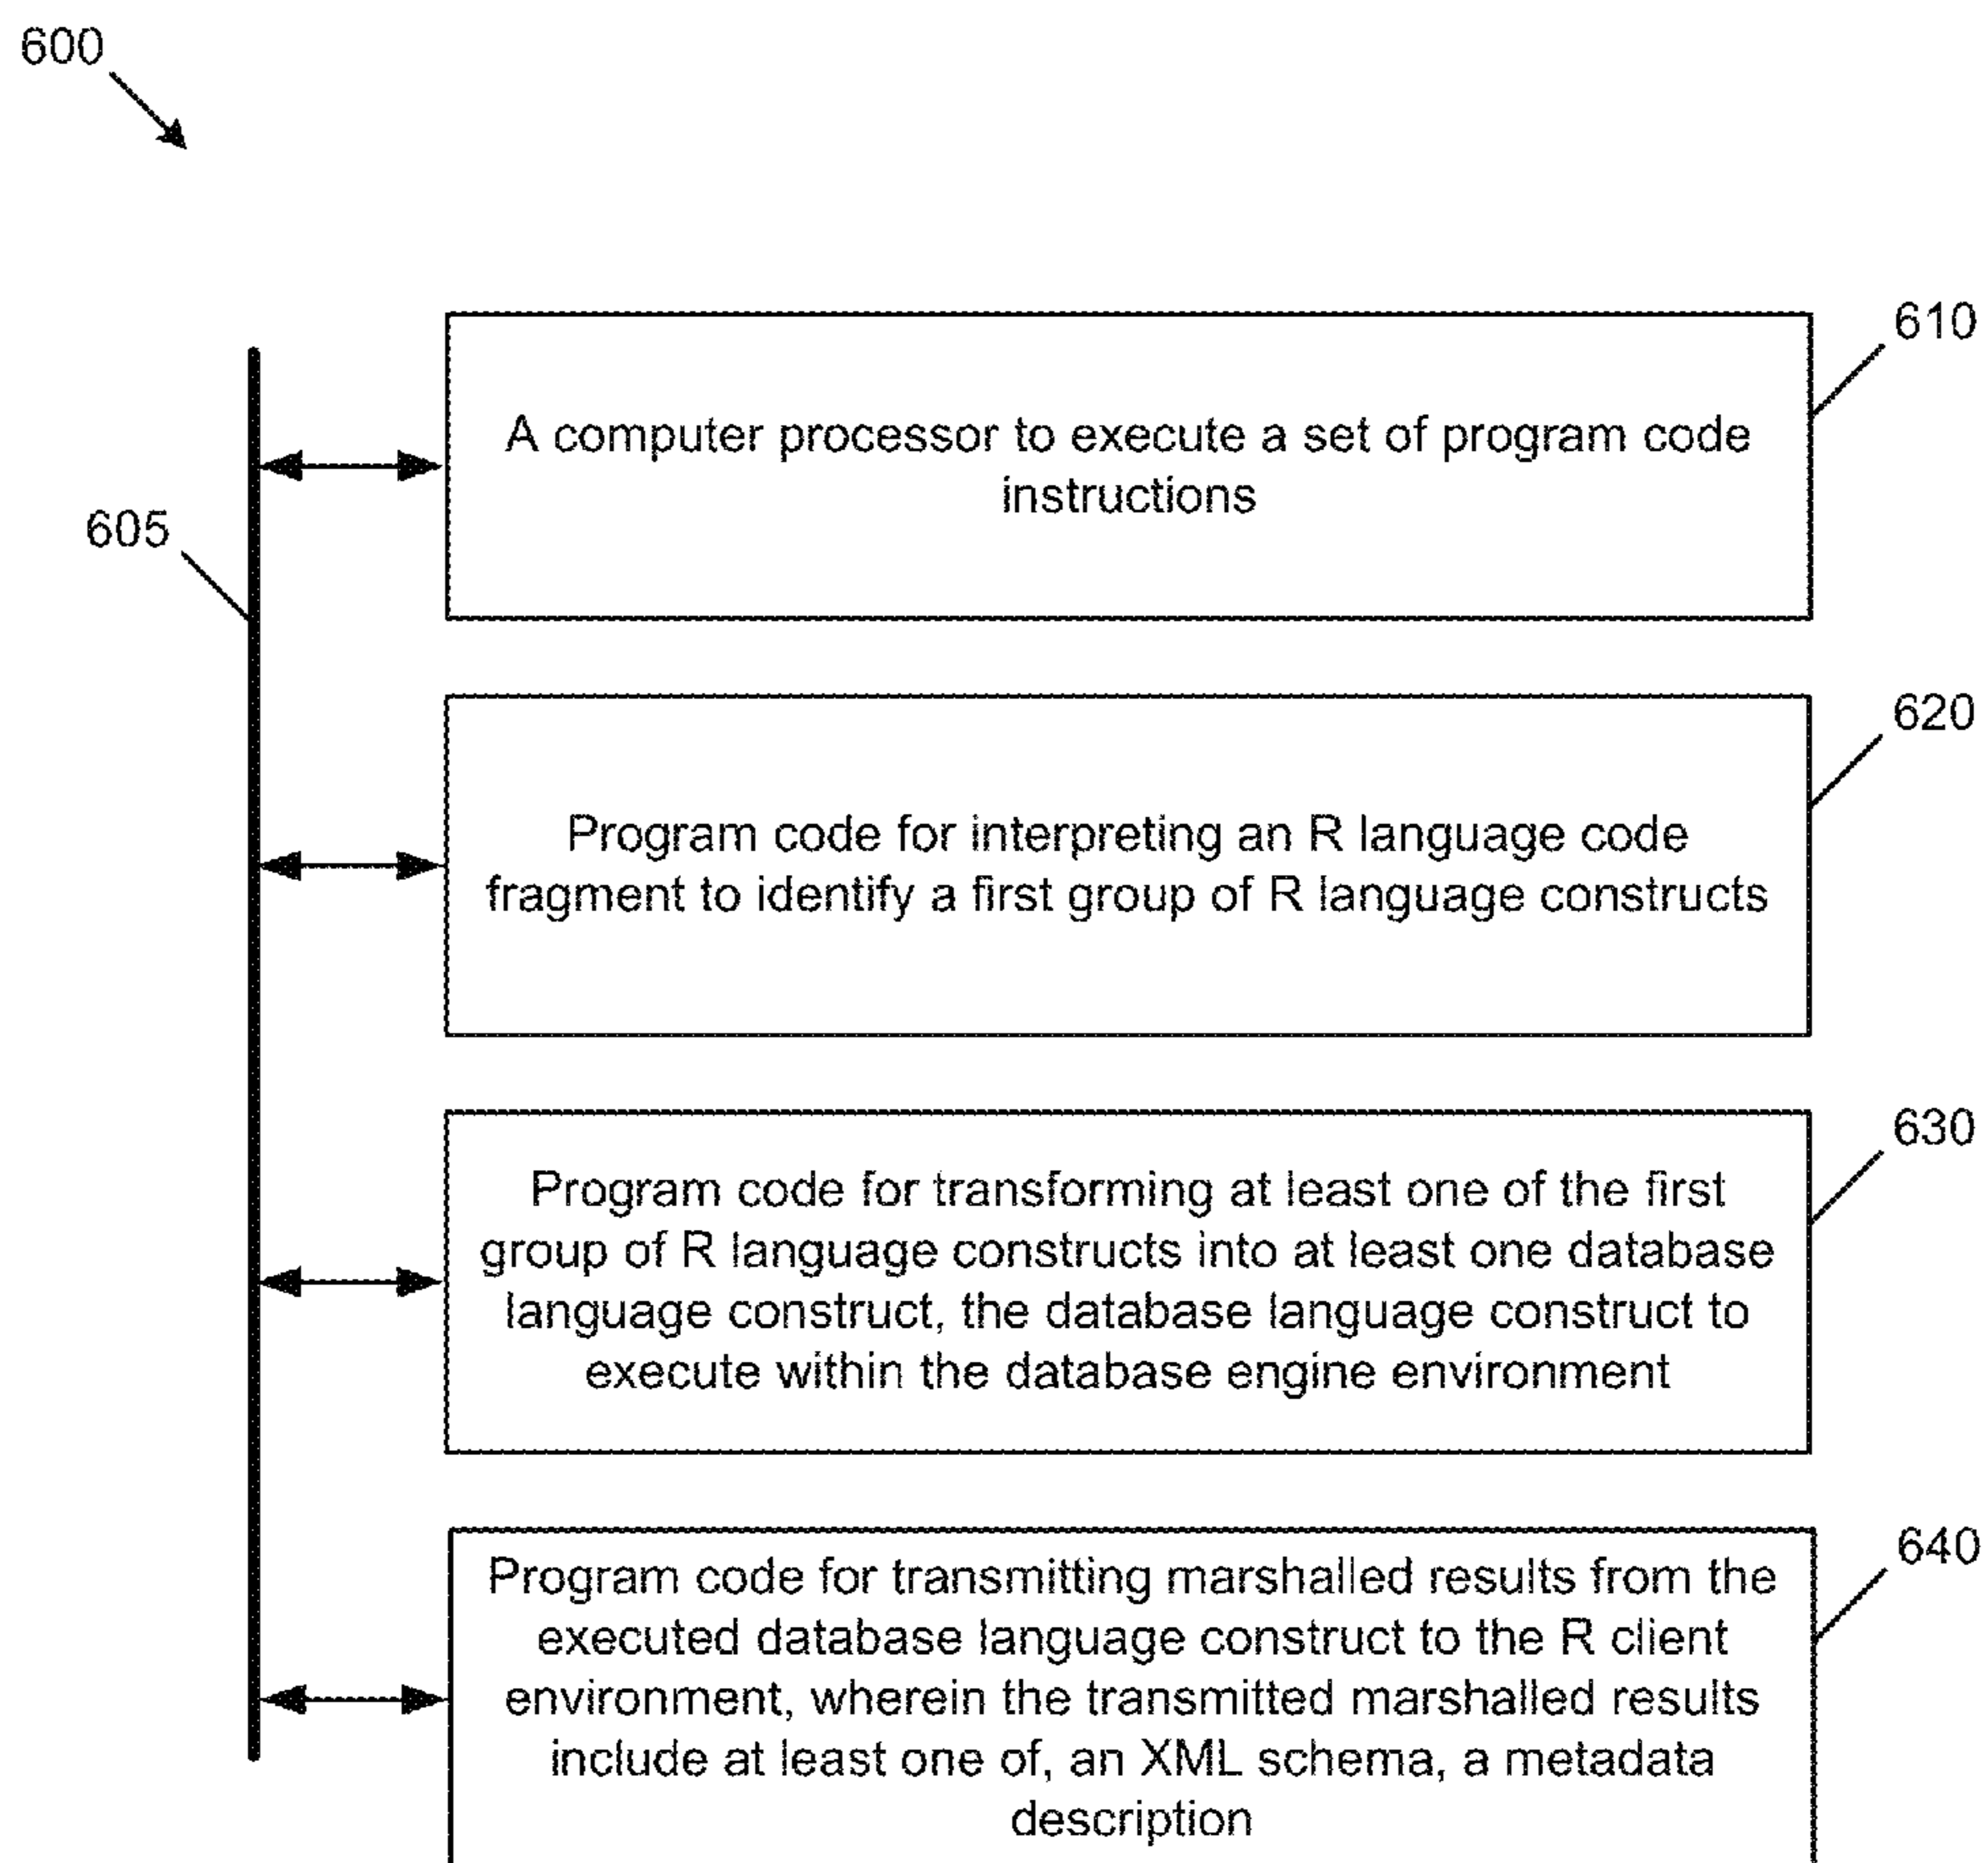 600
610
A computer processor to execute a set of program code
instructions
605
620
Program code for interpreting an R language code
fragment to identify a first group of R language constructs
630
Program code for transforming at least one of the first
group of R language constructs into at least one database
language construct, the database language construct to
execute within the database engine environment
640
Program code for transmitting marshalled results from the
executed database language construct to the R client
environment, wherein the transmitted marshalled results
include at least one of, an XML schema, a metadata
description